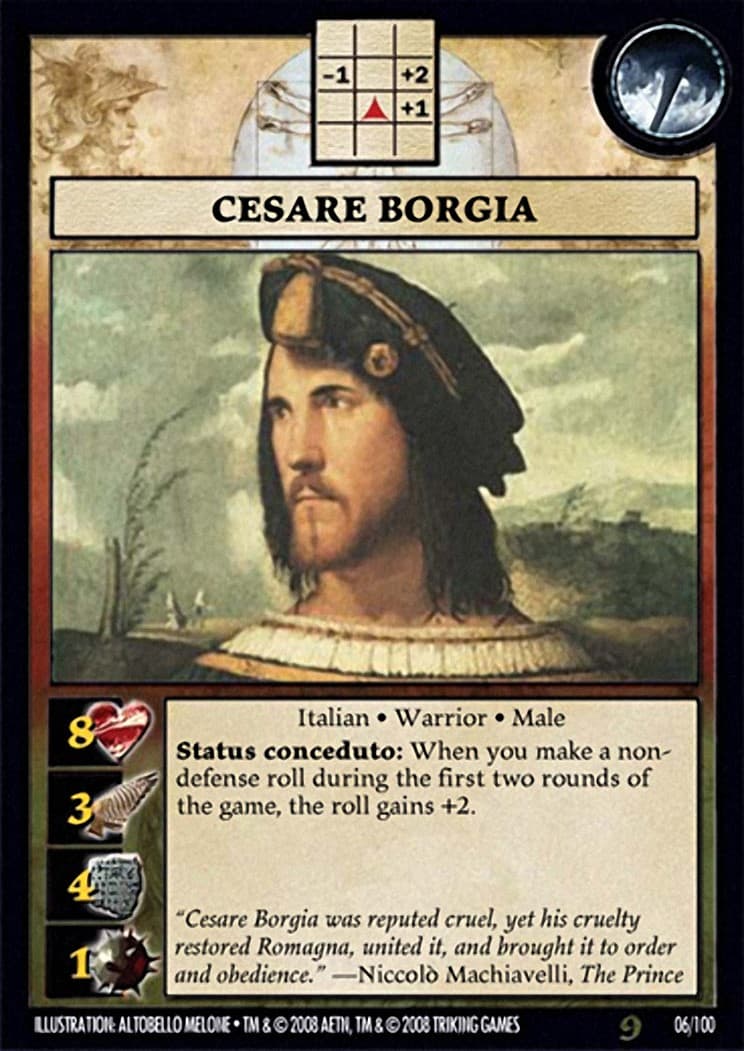 -1 +2
+1
CESARE BORGIA
8
3
4
1
Italian • Warrior • Male
Status conceduto: When you make a non-
defense roll during the first two rounds of
the game, the roll gains +2.
“Cesare Borgia was reputed cruel, yet his cruelty
restored Romagna, united it, and brought it to order
and obedience.” —Niccolò Machiavelli, The Prince
ILLUSTRATION: ALTOBELLO MELONE • TM & © 2008 AETN, TM & © 2008 TRIKING GAMES 9 06/100